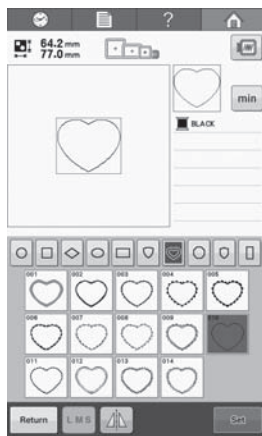 ?
64.2 mm
77.0 mm
min
BLACK
001 002 003 004 005
006 007 008 009 010
011 012 013 014
Return L M S Set